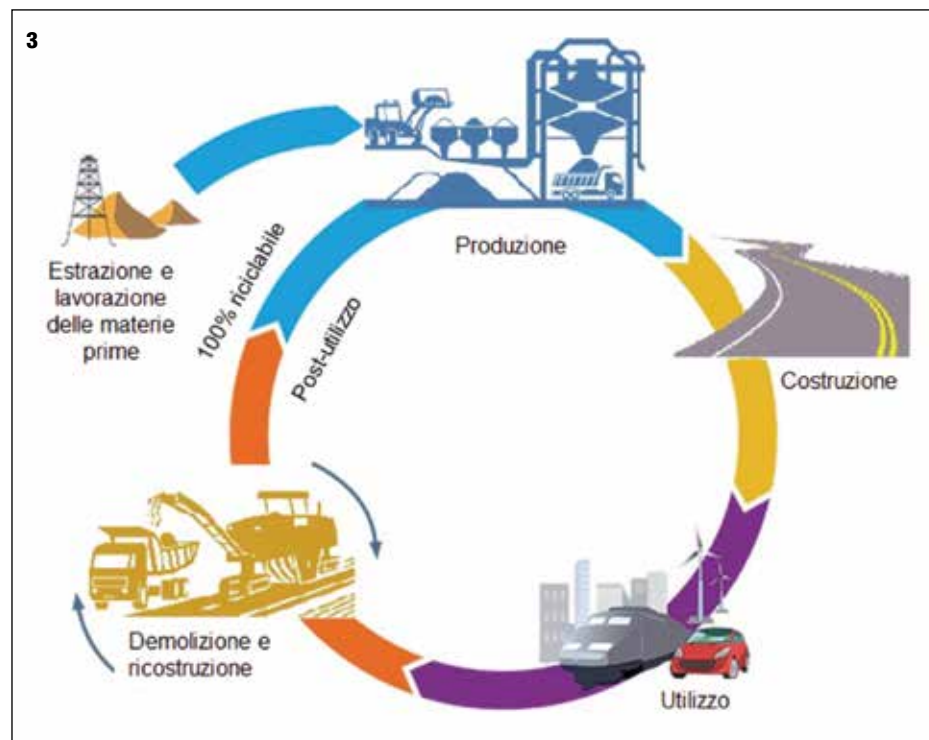 3
Estrazione e
lavorazione
delle materie
prime
100% riciclabile
Post-utilizzo
Produzione
Costruzione
Demolizione e
ricostruzione
Utilizzo